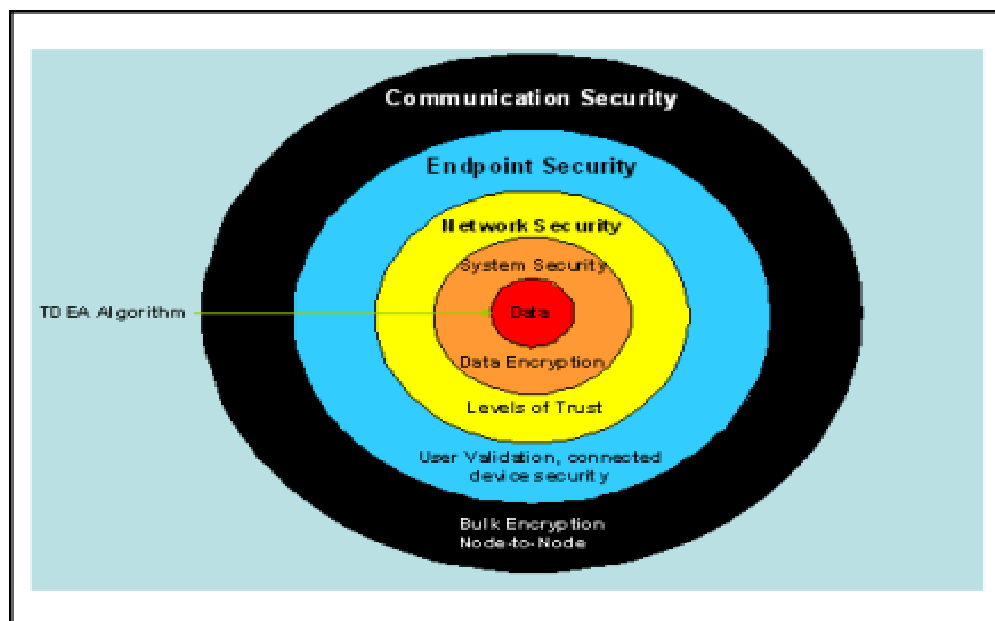 Communication Security
Endpoint Security
Network Security
System Security
TDEA Algorithm
Data
Data Encryption
Levels of Trust
User Validation, connected
device security
Bulk Encryption
Node-to-Node